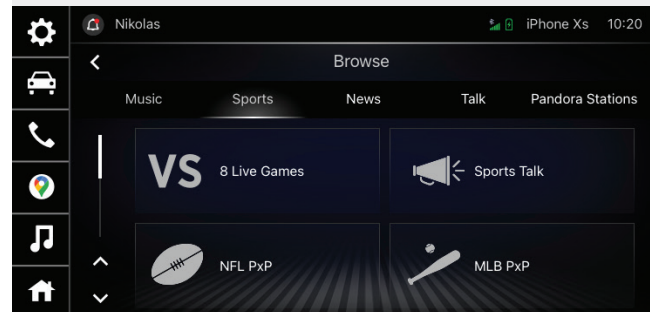 Nikolas
iPhone Xs 10:20
Browse
Music Sports News Talk Pandora Stations
VS 8 Live Games
Sports Talk
NFL PxP
MLB PxP